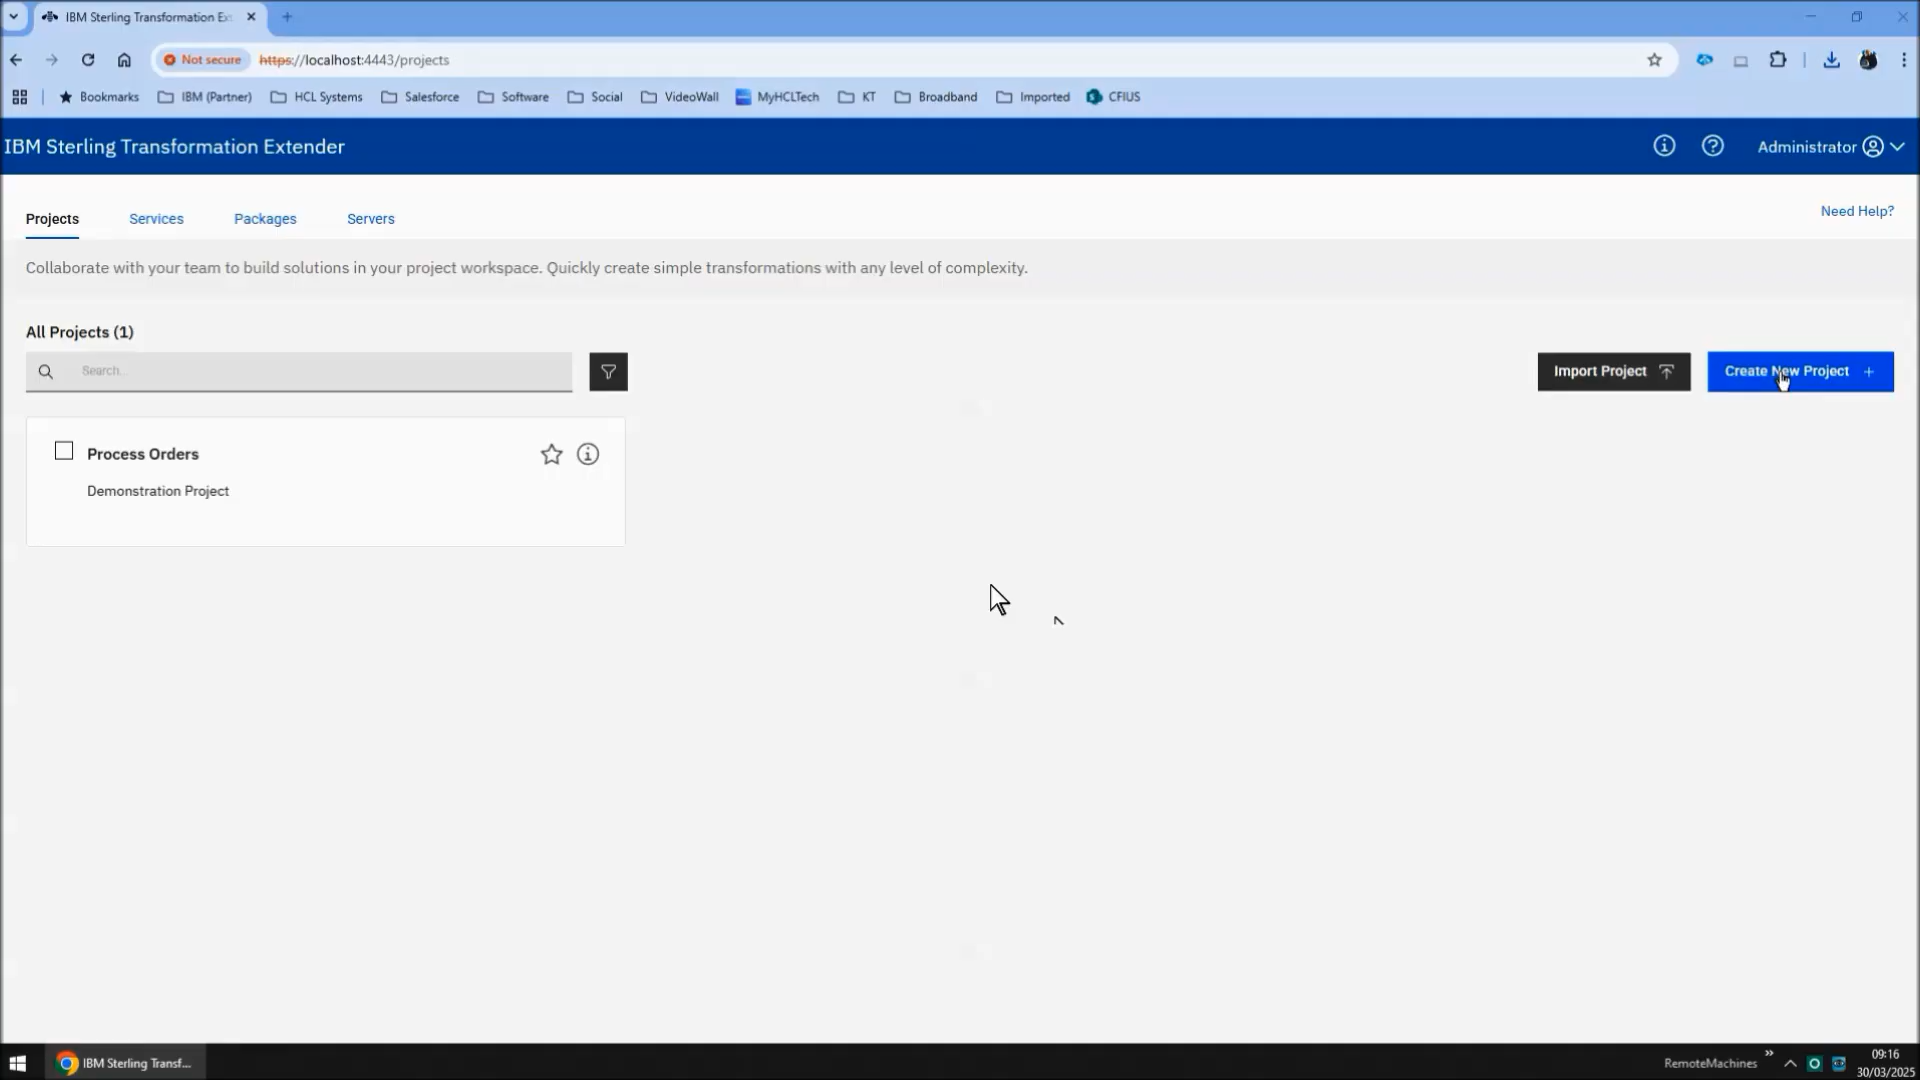 IBM Sterling Transformation Ex
Not secure https://localhost:4443/projects
Bookmarks IBM (Partner) HCL Systems Salesforce Software Social VideoWall MyHCLTech KT Broadband Imported CFIUS
IBM Sterling Transformation Extender
Administrator
Projects Services Packages Servers
Need Help?
Collaborate with your team to build solutions in your project workspace. Quickly create simple transformations with any level of complexity.
All Projects (1)
Search...
Import Project
Create New Project +
Process Orders
Demonstration Project
IBM Sterling Transf...
RemoteMachines
09:16
30/03/2025